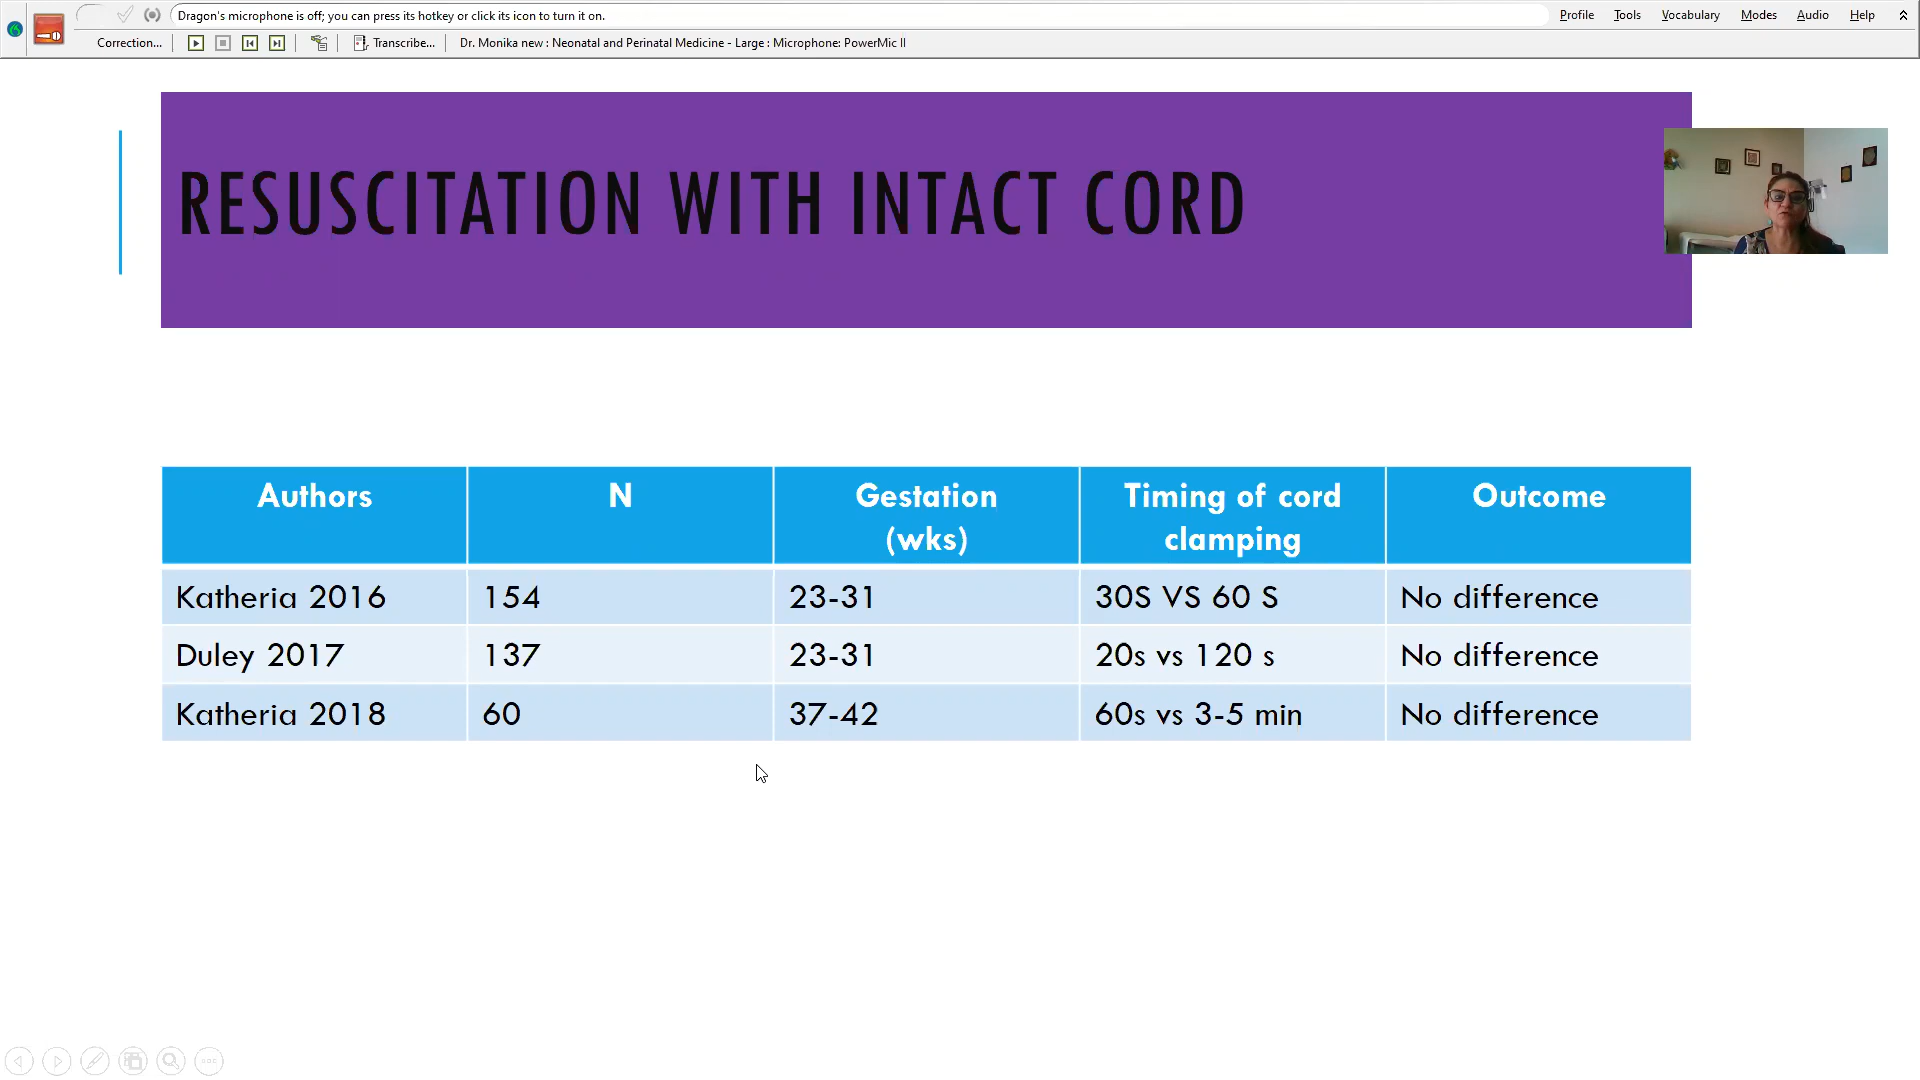 Dragon's microphone is off; you can press its hotkey or click its icon to turn it on.
Profile Tools Vocabulary Modes Audio Help
Correction... Transcribe... Dr. Monika new : Neonatal and Perinatal Medicine - Large : Microphone: PowerMic II
RESUSCITATION WITH INTACT CORD
Authors N Gestation (wks) Timing of cord clamping Outcome
Katheria 2016 154 23-31 30S VS 60 S No difference
Duley 2017 137 23-31 20s vs 120 s No difference
Katheria 2018 60 37-42 60s vs 3-5 min No difference